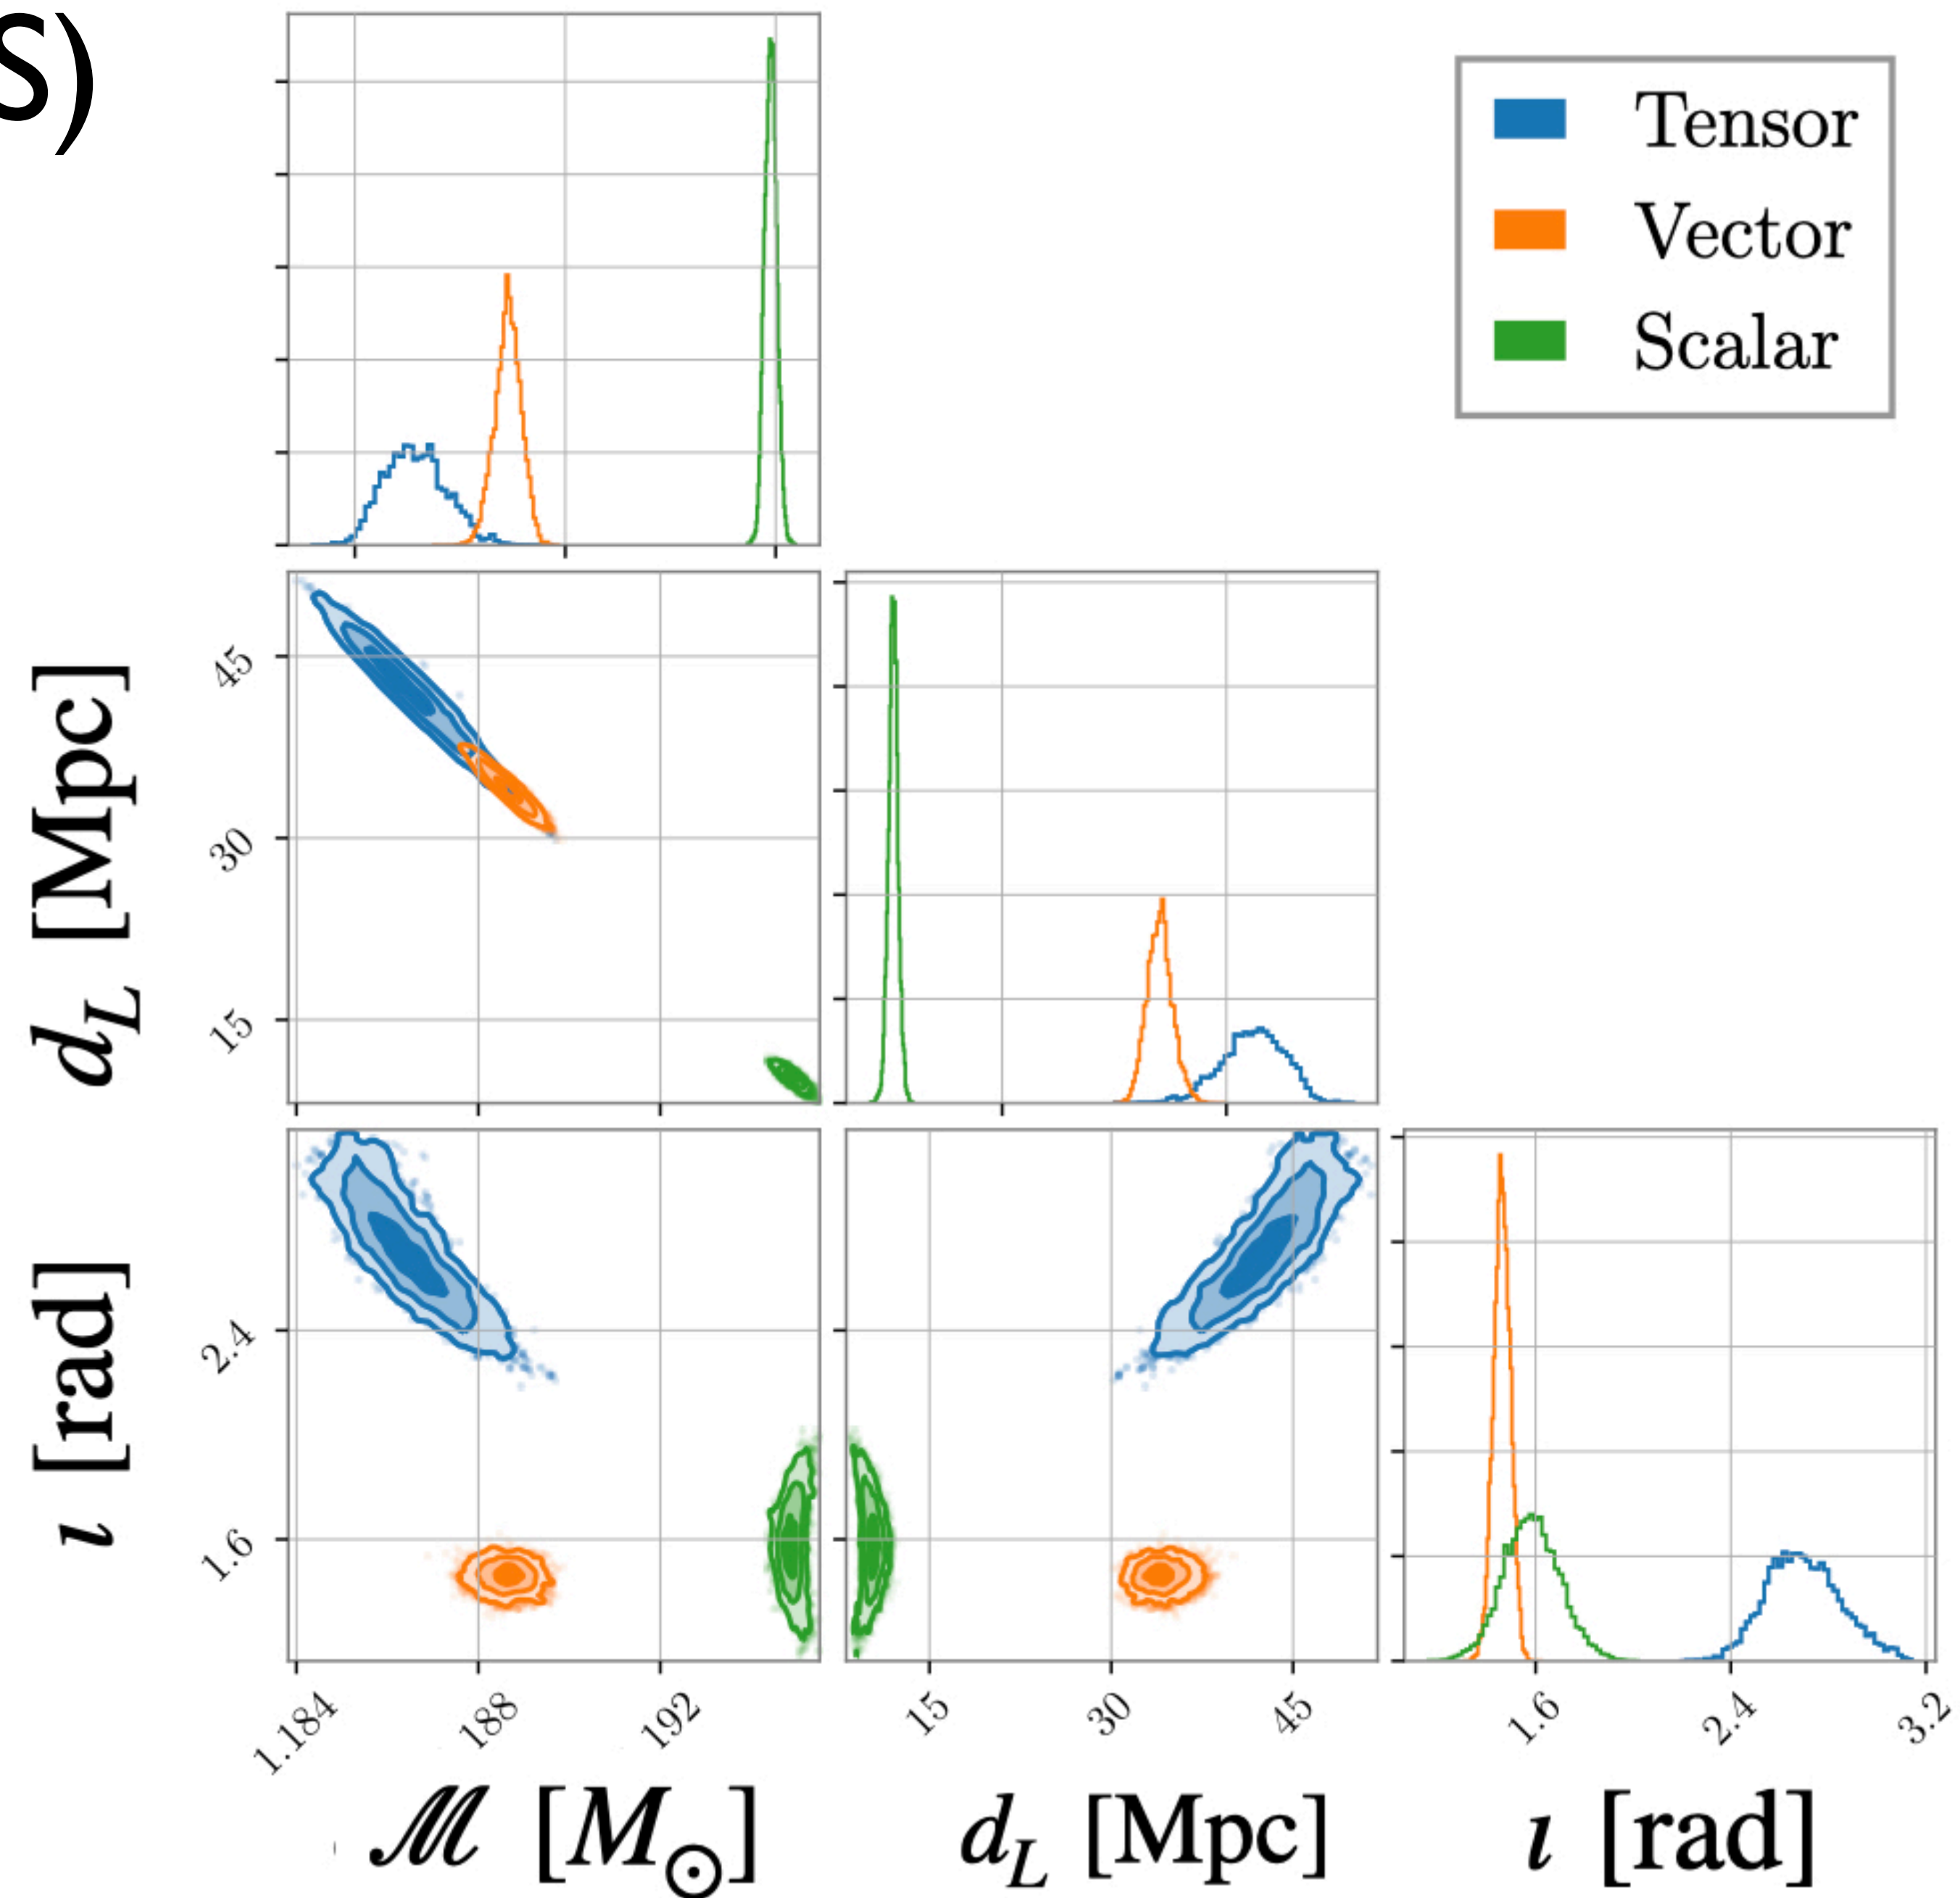 S)
Tensor
Vector
Scalar
d_L [Mpc]
45
30
15
ι [rad]
2.4
1.6
1.184
188
192
15
30
45
1.6
2.4
3.2
ℳ [M_⊙]
d_L [Mpc]
ι [rad]